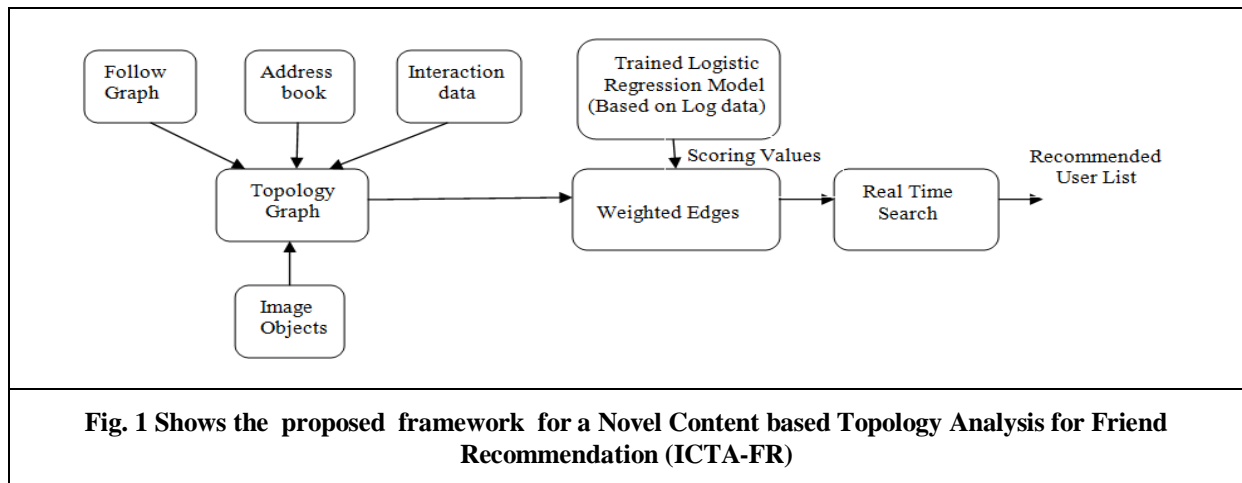 Follow
Graph
Address
book
Interaction
data
Trained Logistic
Regression Model
(Based on Log data)
Scoring Values
Recommended
User List
Topology
Graph
Weighted Edges
Real Time
Search
Image
Objects
Fig. 1 Shows the proposed framework for a Novel Content based Topology Analysis for Friend
Recommendation (ICTA-FR)